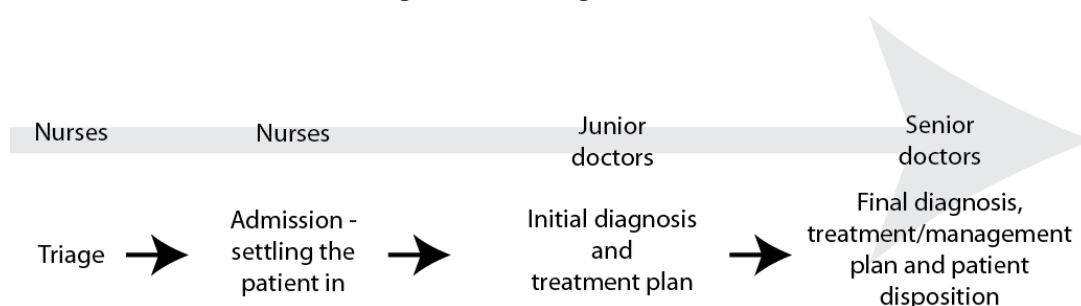 Nurses
Nurses
Junior
doctors
Senior
doctors
Triage
Admission -
settling the
patient in
Initial diagnosis
and
treatment plan
Final diagnosis,
treatment/management
plan and patient
disposition